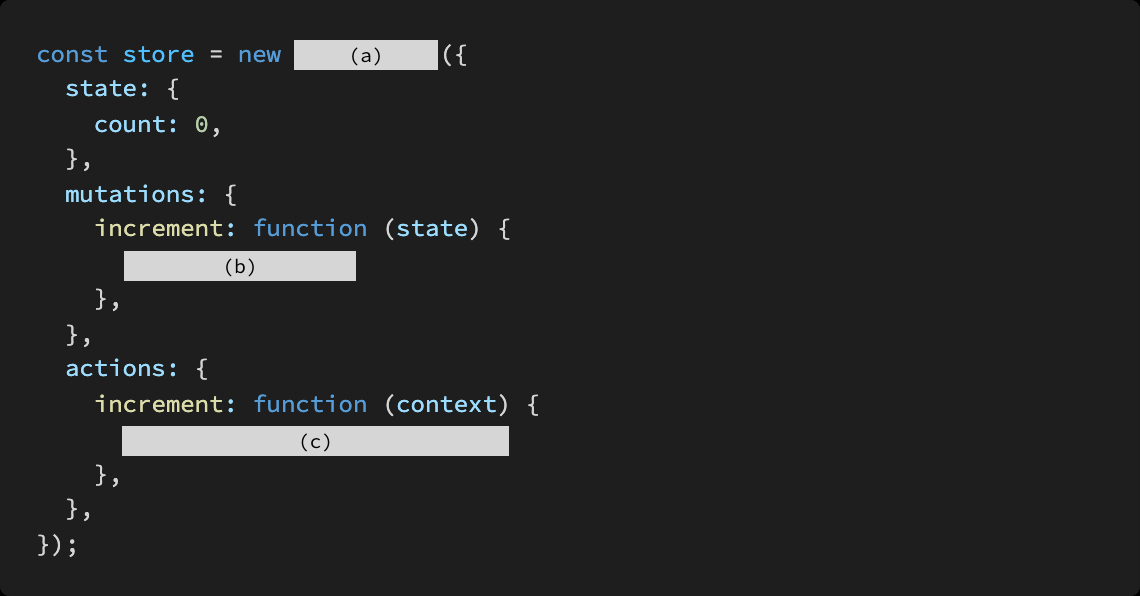 const store = new (a) ({
state: {
count: 0,
},
mutations: {
increment: function (state) {
(b)
},
},
actions: {
increment: function (context) {
(c)
},
},
});